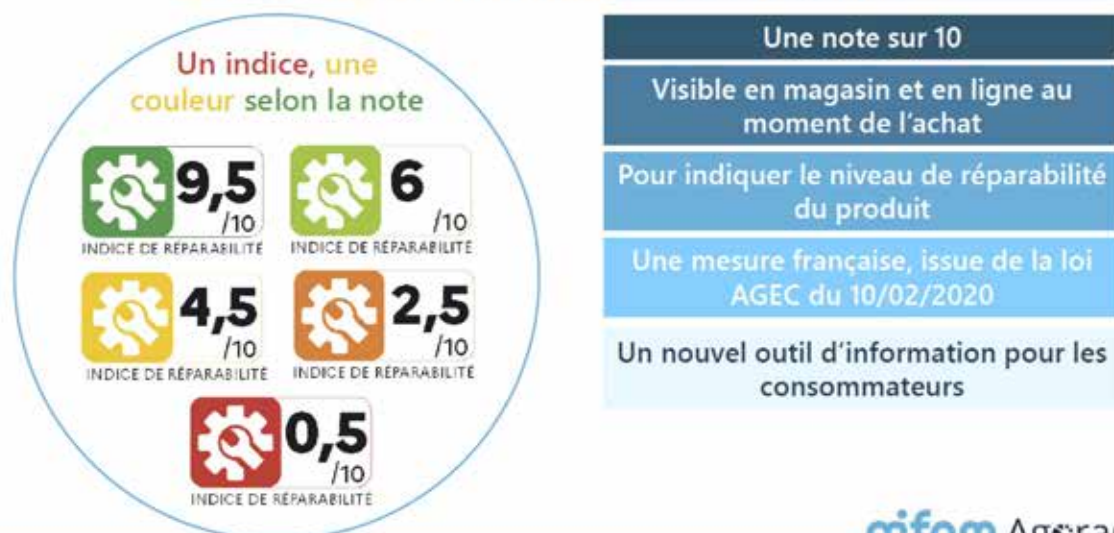 Un indice, une
couleur selon la note
9,5
/10
INDICE DE RÉPARABILITÉ
6
/10
INDICE DE RÉPARABILITÉ
4,5
/10
INDICE DE RÉPARABILITÉ
2,5
/10
INDICE DE RÉPARABILITÉ
0,5
/10
INDICE DE RÉPARABILITÉ
Une note sur 10
Visible en magasin et en ligne au
moment de l'achat
Pour indiquer le niveau de réparabilité
du produit
Une mesure française, issue de la loi
AGEC du 10/02/2020
Un nouvel outil d'information pour les
consommateurs